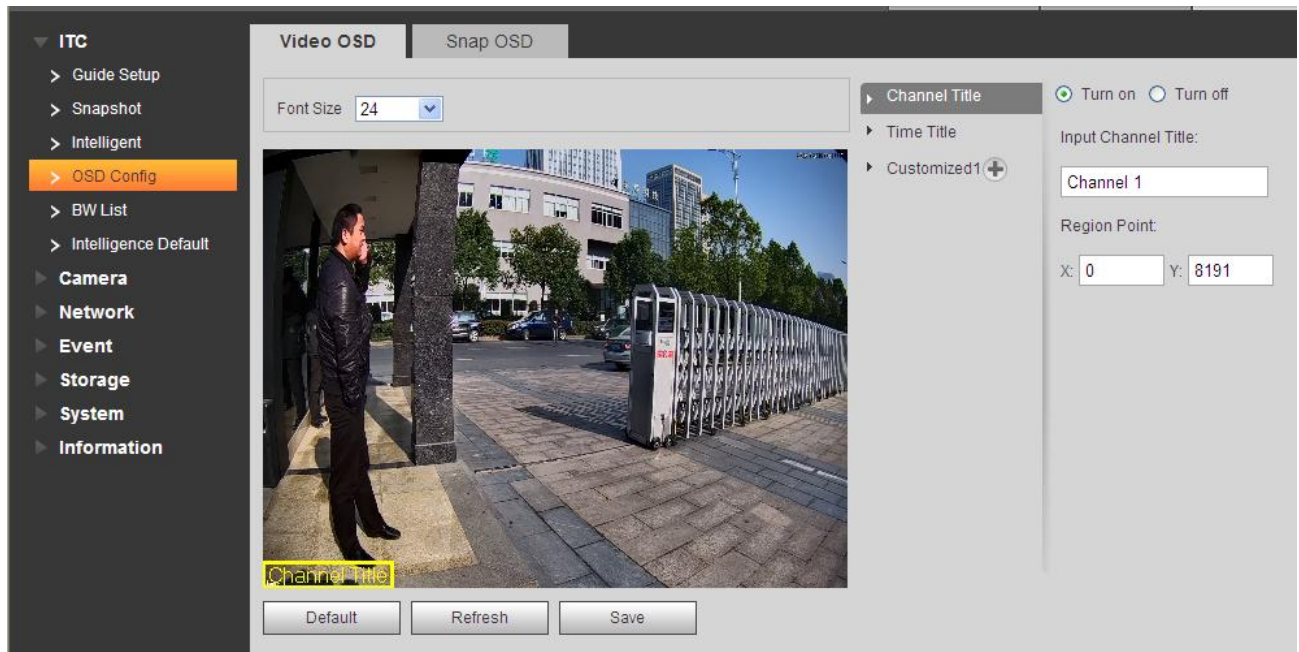 ITC
Guide Setup
Snapshot
Intelligent
OSD Config
BW List
Intelligence Default
Camera
Network
Event
Storage
System
Information
Video OSD
Snap OSD
Font Size 24
Channel Title
Default
Refresh
Save
Channel Title
Time Title
Customized1
Turn on Turn off
Input Channel Title:
Channel 1
Region Point:
X: 0 Y: 8191